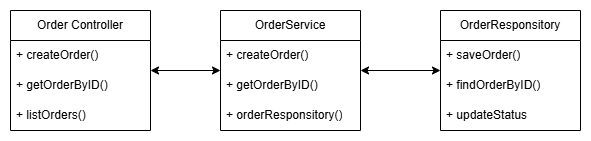 Order Controller
+ createOrder()
+ getOrderByID()
+ listOrders()
OrderService
+ createOrder()
+ getOrderByID()
+ orderResponsitory()
OrderResponsitory
+ saveOrder()
+ findOrderByID()
+ updateStatus